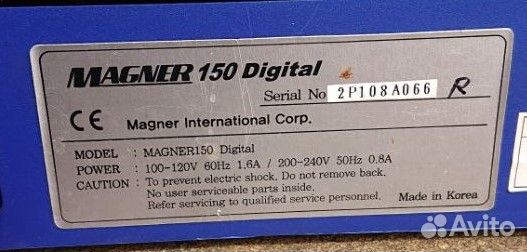 MAGNER 150 Digital
Serial No 2P108A066 R
CE Magner International Corp.
MODEL : MAGNER150 Digital
POWER : 100-120V 60Hz 1,6A / 200-240V 50Hz 0.8A
CAUTION : To prevent electric shock. Do not remove back.
No user serviceable parts inside.
Refer servicing to qualified service personnel.
Made in Korea
Avito